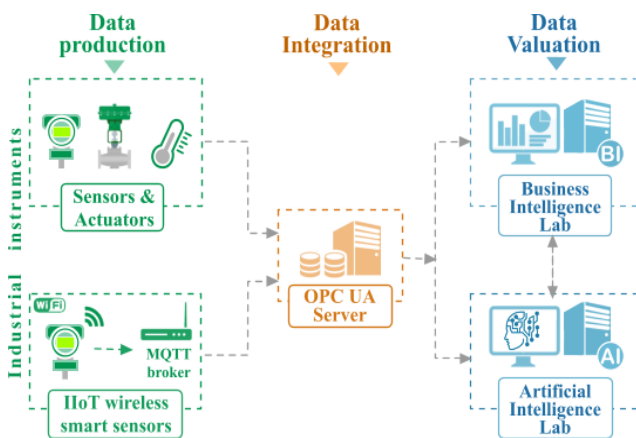 Data
production
Data
Integration
Data
Valuation
instruments
Industrial
Sensors &
Actuators
WiFi
MQTT
broker
IIoT wireless
smart sensors
OPC UA
Server
BI
Business
Intelligence
Lab
AI
Artificial
Intelligence
Lab